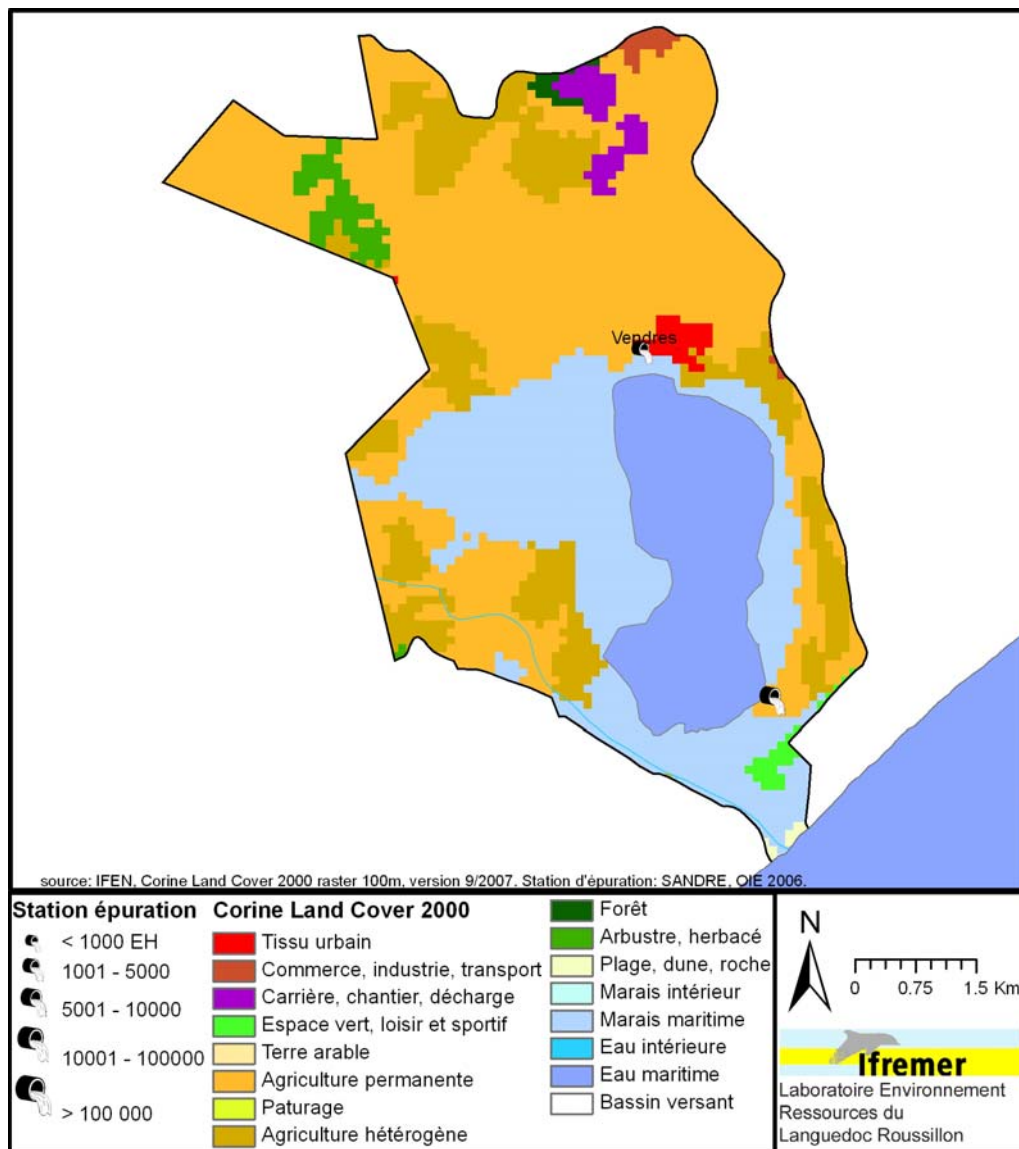 Vendres
source: IFEN, Corine Land Cover 2000 raster 100m, version 9/2007. Station d'épuration: SANDRE, OIE 2006.
Station épuration
< 1000 EH
1001 - 5000
5001 - 10000
10001 - 100000
> 100 000
Corine Land Cover 2000
Tissu urbain
Commerce, industrie, transport
Carrière, chantier, décharge
Espace vert, loisir et sportif
Terre arable
Agriculture permanente
Paturage
Agriculture hétérogène
Forêt
Arbustre, herbacé
Plage, dune, roche
Marais intérieur
Marais maritime
Eau intérieure
Eau maritime
Bassin versant
N
0 0.75 1.5 Km
Ifremer
Laboratoire Environnement
Ressources du
Languedoc Roussillon